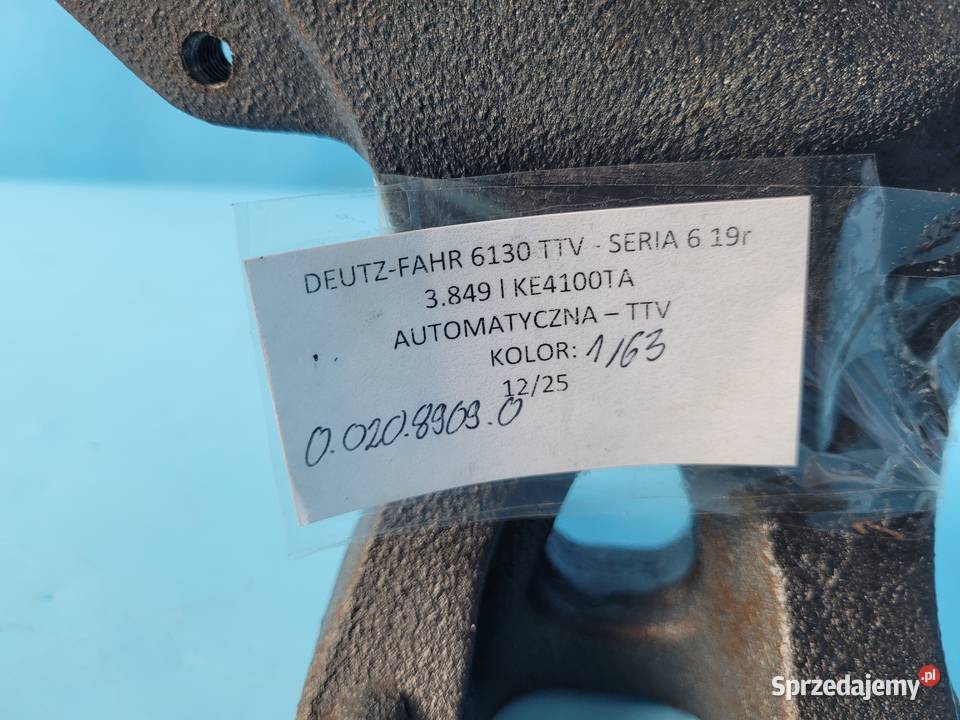 DEUTZ-FAHR 6130 TTV - SERIA 6 19r
3.849 l KE4100TA
AUTOMATYCZNA – TTV
KOLOR: 1/63
12/25
0.020.8969.0
Sprzedajemy.pl